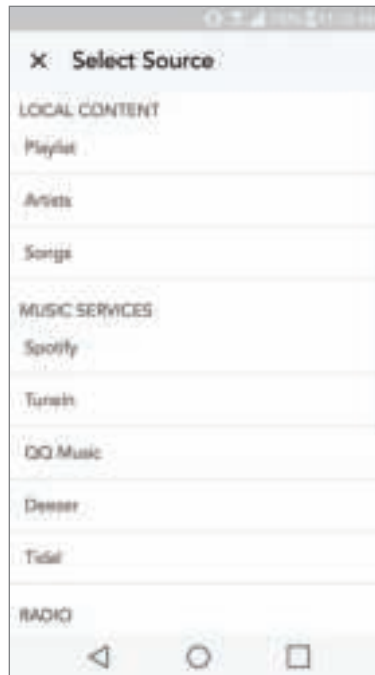 Select Source
LOCAL CONTENT
Playlist
Artists
Songs
MUSIC SERVICES
Spotify
TuneIn
QQ Music
Deezer
Tidal
RADIO